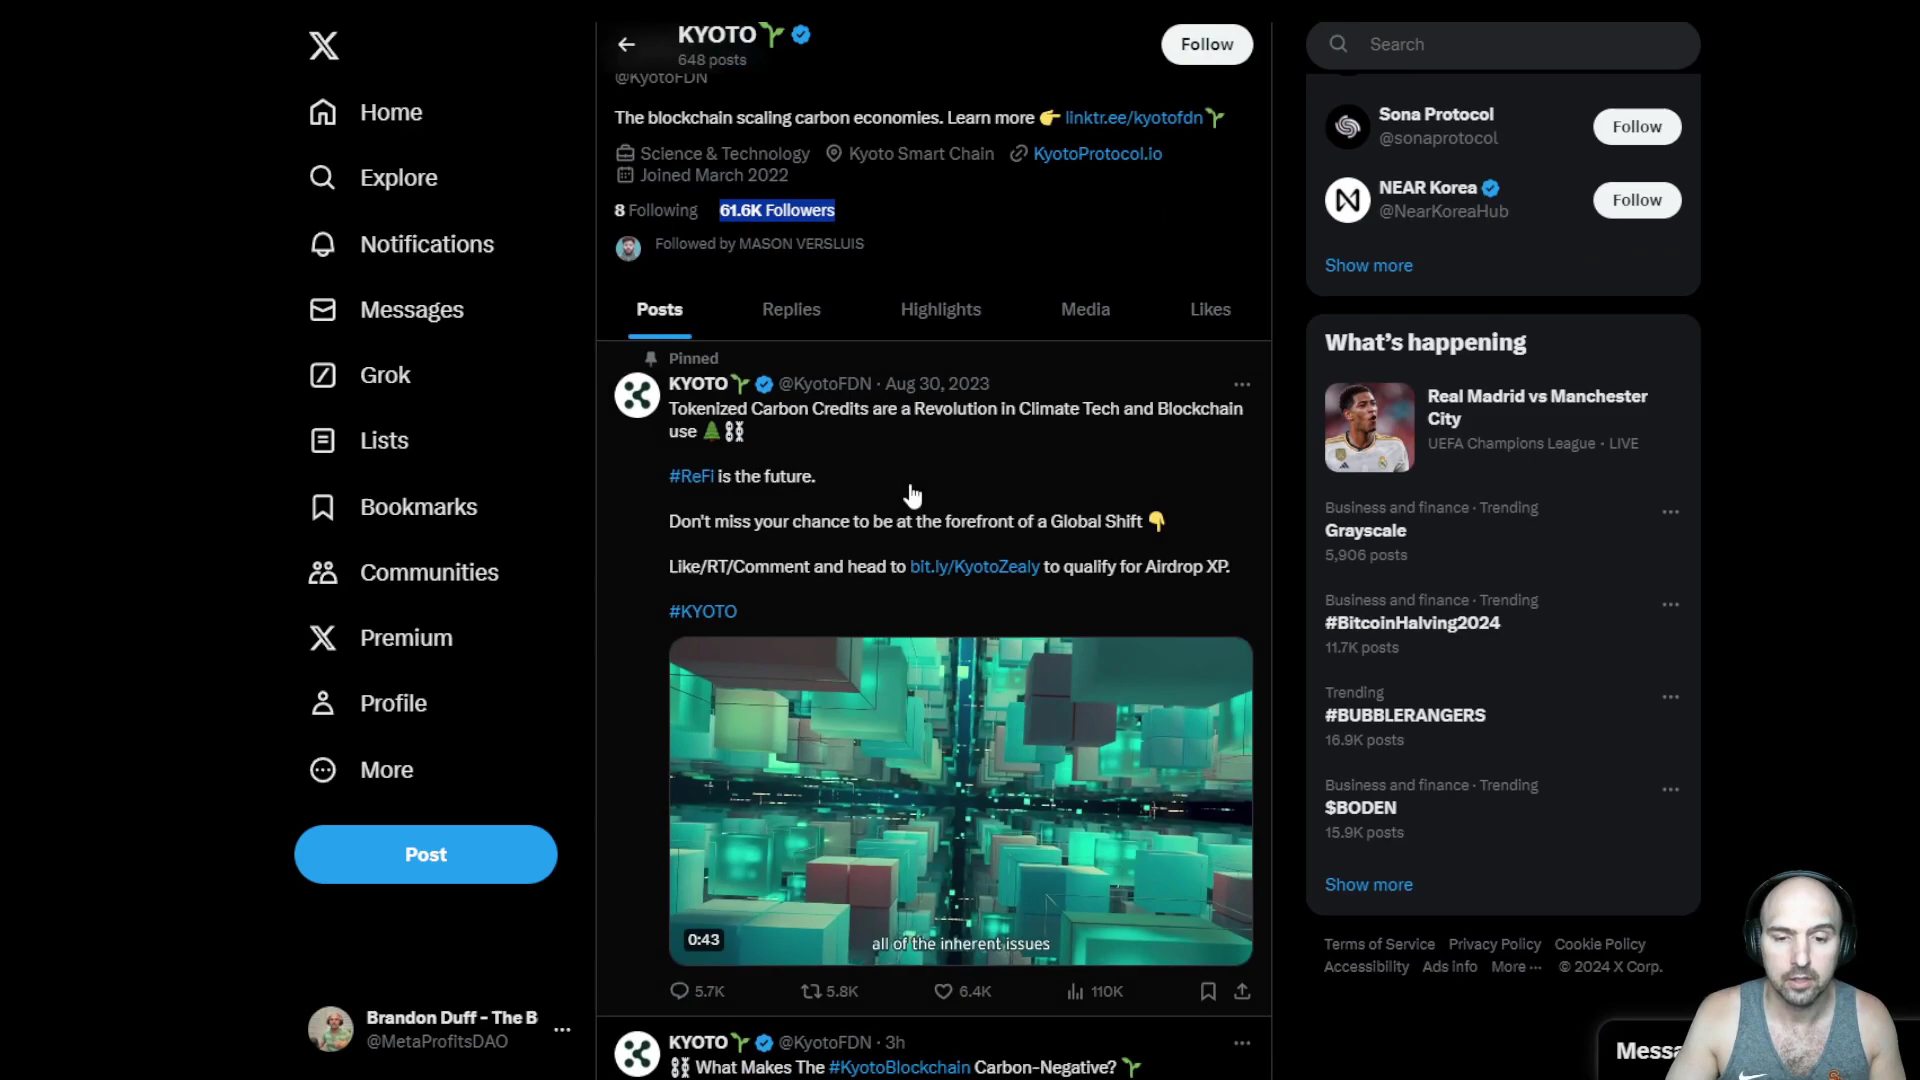 Home
Explore
Notifications
Messages
Grok
Lists
Bookmarks
Communities
Premium
Profile
More
Post
Brandon Duff - The B
@MetaProfitsDAO
KYOTO
648 posts
Follow
@KyotoFDN
The blockchain scaling carbon economies. Learn more 👉 linktr.ee/kyotofdn
Science & Technology Kyoto Smart Chain KyotoProtocol.io
Joined March 2022
8 Following 61.6K Followers
Followed by MASON VERSLUIS
Posts Replies Highlights Media Likes
Pinned
KYOTO @KyotoFDN · Aug 30, 2023
Tokenized Carbon Credits are a Revolution in Climate Tech and Blockchain
use 🌲⛓
#ReFi is the future.
Don't miss your chance to be at the forefront of a Global Shift 👇
Like/RT/Comment and head to bit.ly/KyotoZealy to qualify for Airdrop XP.
#KYOTO
all of the inherent issues
0:43
5.7K 5.8K 6.4K 110K
KYOTO @KyotoFDN · 3h
⛓ What Makes The #KyotoBlockchain Carbon-Negative? 🌱
Search
Sona Protocol
@sonaprotocol
Follow
NEAR Korea
@NearKoreaHub
Follow
Show more
What's happening
Real Madrid vs Manchester
City
UEFA Champions League · LIVE
Business and finance · Trending
Grayscale
5,906 posts
Business and finance · Trending
#BitcoinHalving2024
11.7K posts
Trending
#BUBBLERANGERS
16.9K posts
Business and finance · Trending
$BODEN
15.9K posts
Show more
Terms of Service Privacy Policy Cookie Policy
Accessibility Ads info More ··· © 2024 X Corp.
Messa